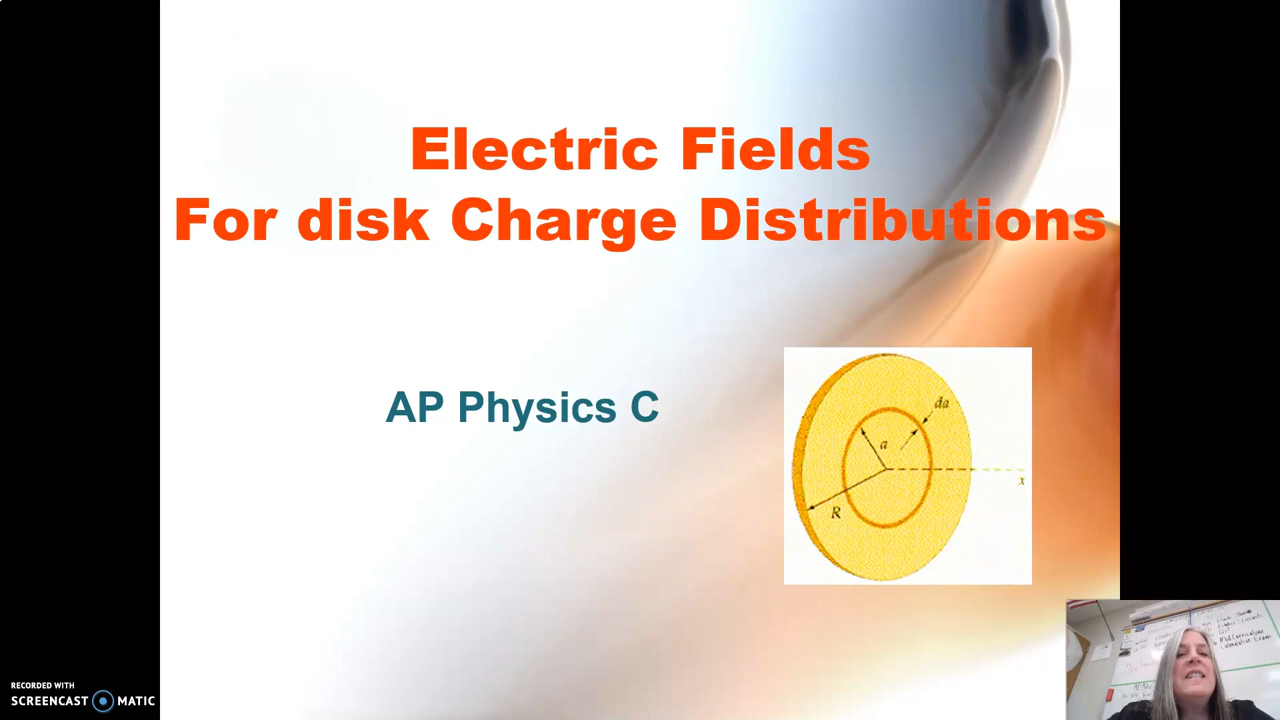 Electric Fields
For disk Charge Distributions
AP Physics C
da
a
R
x
RECORDED WITH
SCREENCAST MATIC